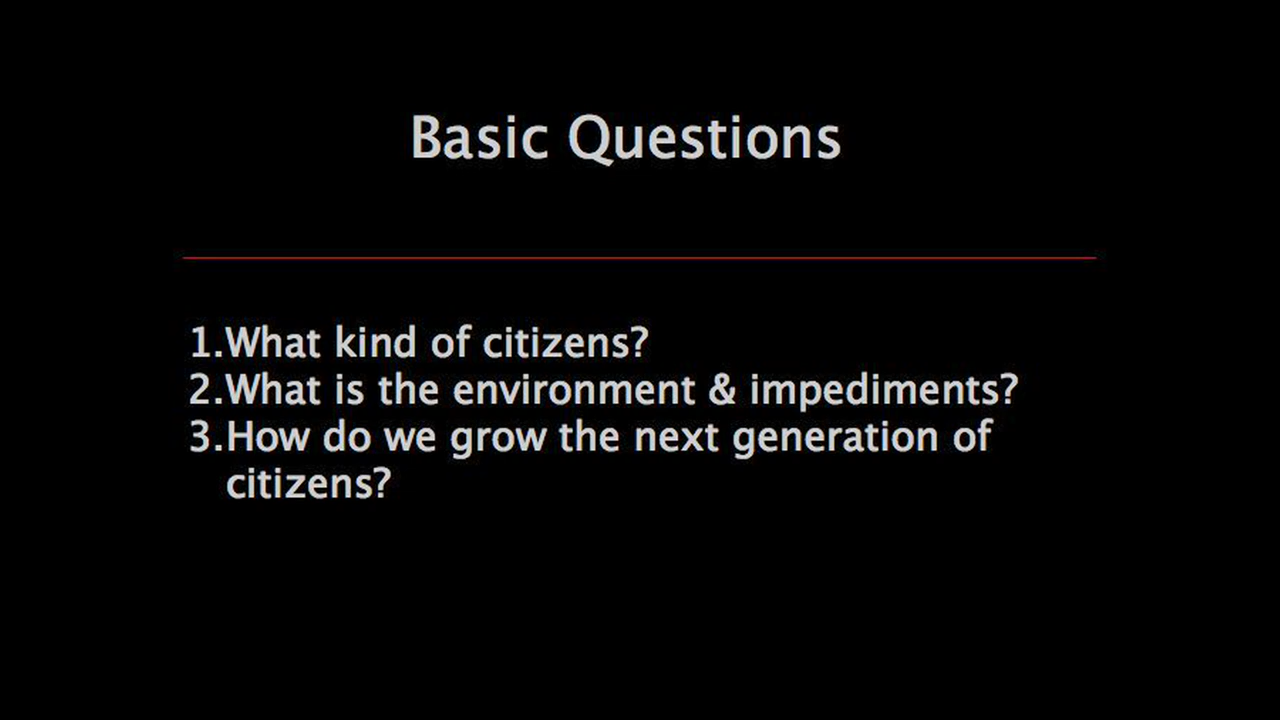 Basic Questions
1.What kind of citizens?
2.What is the environment & impediments?
3.How do we grow the next generation of
citizens?